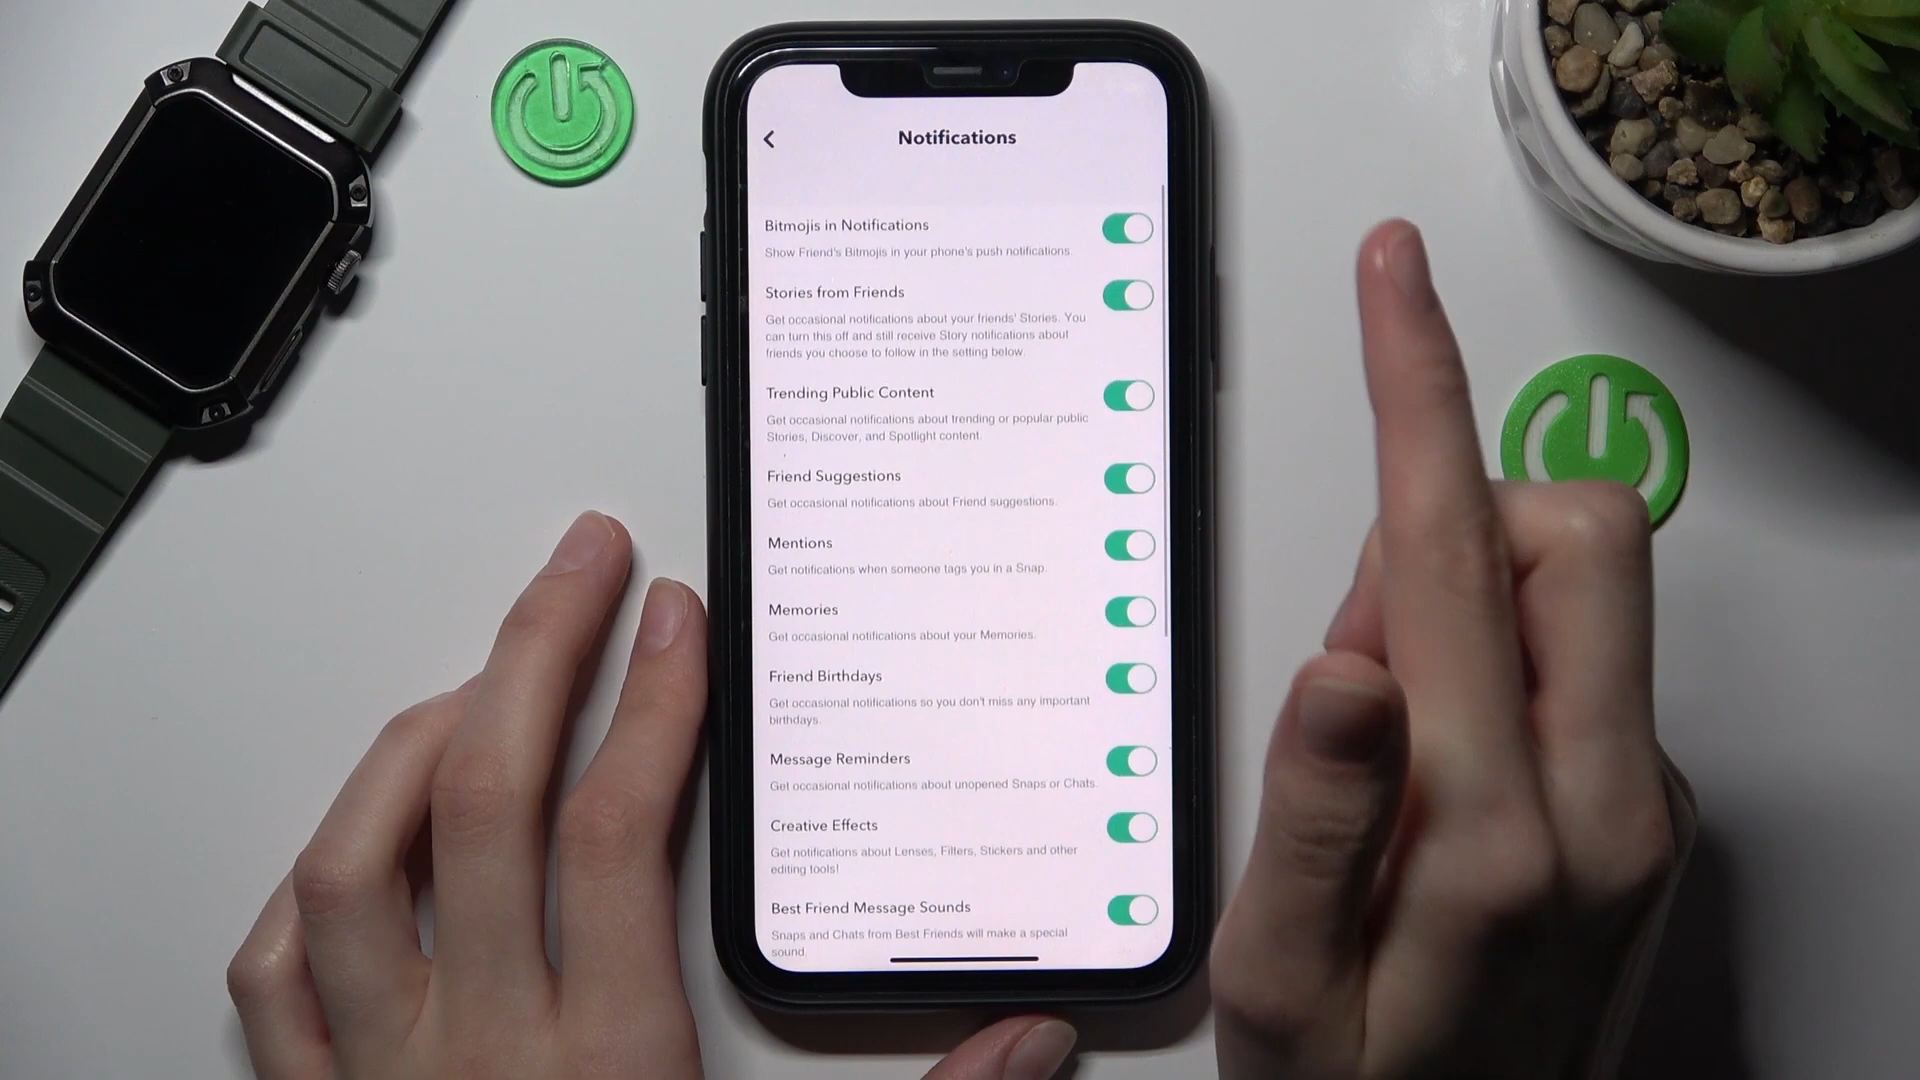 Notifications
Bitmojis in Notifications
Show Friend's Bitmojis in your phone's push notifications.
Stories from Friends
Get occasional notifications about your friends' Stories. You
can turn this off and still receive Story notifications about
friends you choose to follow in the setting below.
Trending Public Content
Get occasional notifications about trending or popular public
Stories, Discover, and Spotlight content.
Friend Suggestions
Get occasional notifications about Friend suggestions.
Mentions
Get notifications when someone tags you in a Snap.
Memories
Get occasional notifications about your Memories.
Friend Birthdays
Get occasional notifications so you don't miss any important
birthdays.
Message Reminders
Get occasional notifications about unopened Snaps or Chats.
Creative Effects
Get notifications about Lenses, Filters, Stickers and other
editing tools!
Best Friend Message Sounds
Snaps and Chats from Best Friends will make a special
sound.